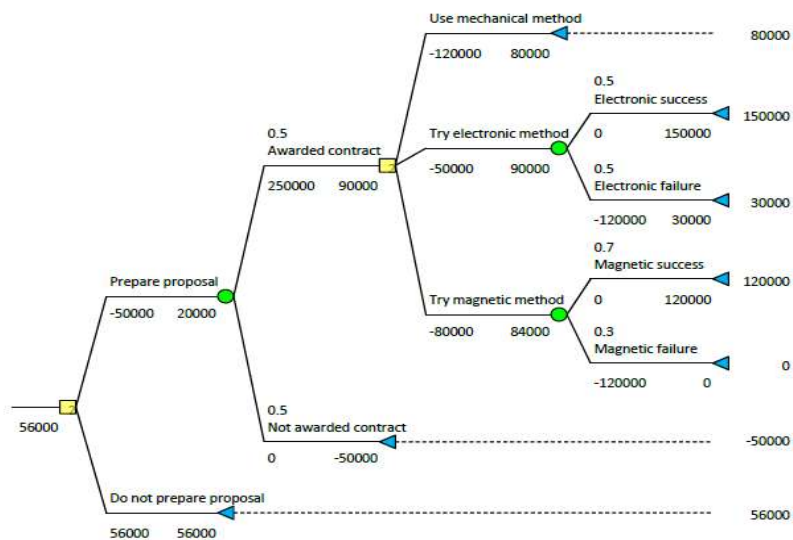 Use mechanical method
-120000 80000
80000
0.5
Electronic success
0 150000
150000
Try electronic method
-50000 90000
0.5
Electronic failure
-120000 30000
30000
0.5
Awarded contract
2
250000 90000
0.7
Magnetic success
0 120000
120000
Try magnetic method
-80000 84000
0.3
Magnetic failure
-120000 0
0
Prepare proposal
-50000 20000
2
56000
0.5
Not awarded contract
0 -50000
-50000
Do not prepare proposal
56000 56000
56000